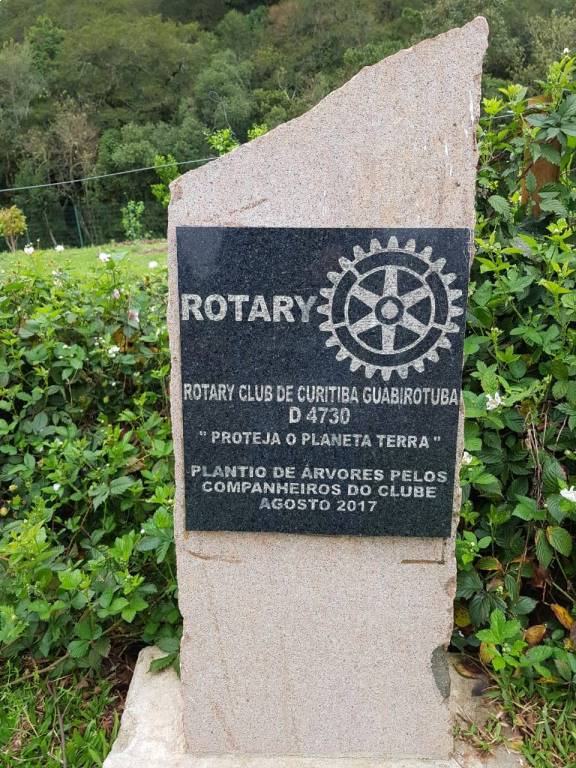 ROTARY
ROTARY CLUB DE CURITIBA GUABIROTUBA
D 4730
" PROTEJA O PLANETA TERRA "
PLANTIO DE ÁRVORES PELOS
COMPANHEIROS DO CLUBE
AGOSTO 2017